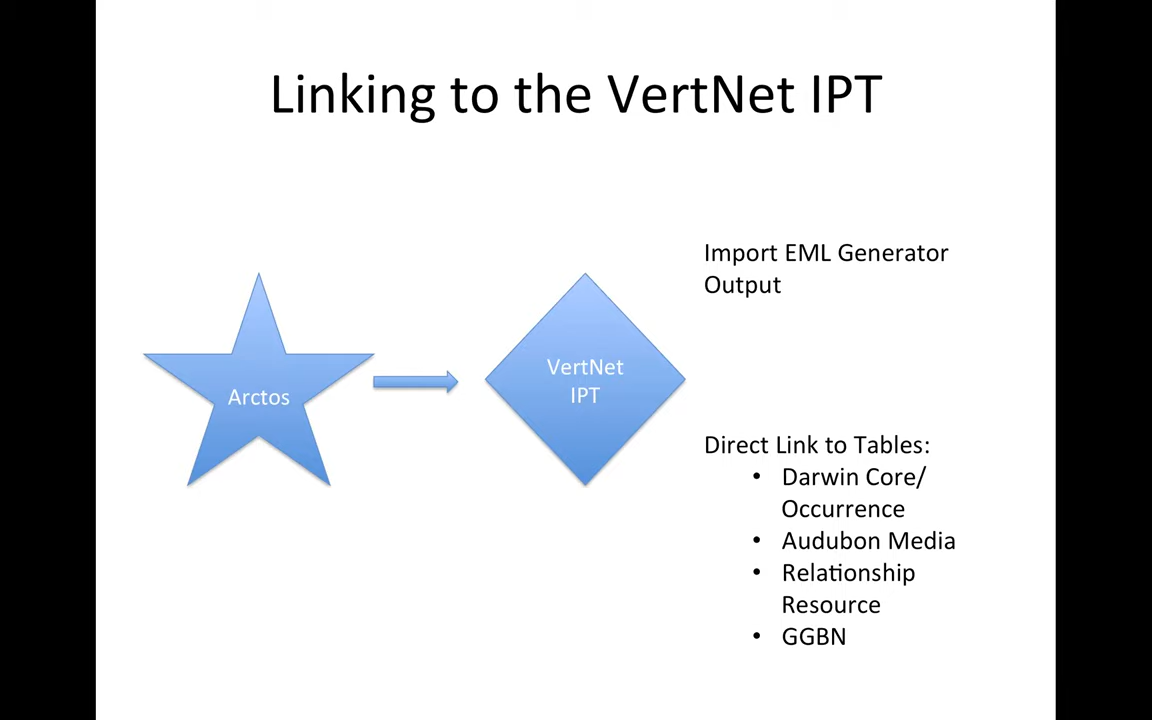 Linking to the VertNet IPT
Arctos
VertNet
IPT
Import EML Generator
Output
Direct Link to Tables:
• Darwin Core/
Occurrence
• Audubon Media
• Relationship
Resource
• GGBN